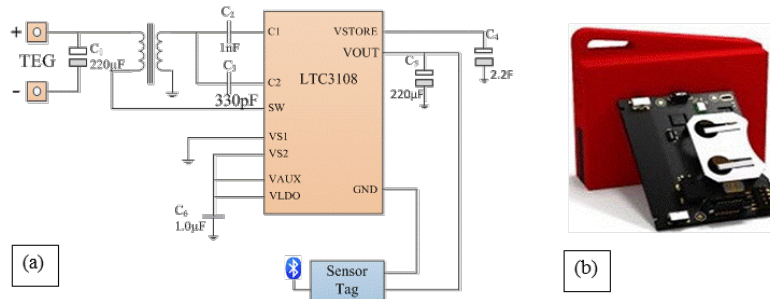 +
TEG
-
C1
220µF
C2
1nF
C3
330pF
C1
C2
SW
VS1
VS2
VAUX
VLDO
LTC3108
VSTORE
VOUT
GND
C4
2.2F
C5
220µF
C6
1.0µF
Sensor
Tag
(a)
(b)